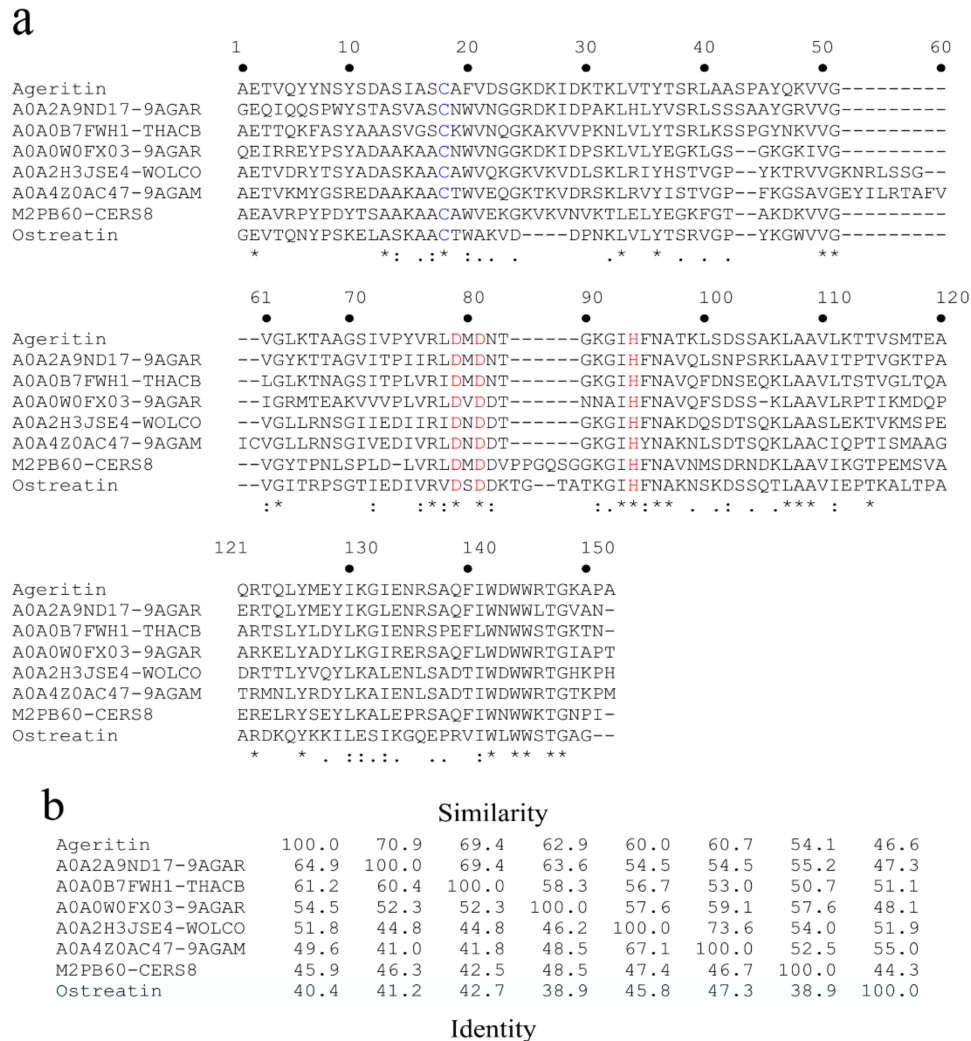 a
1 10 20 30 40 50 60
● ● ● ● ● ● ●
Ageritin AETVQYYNSYSDASIASCAFVDSGKDKIDKTKLVTYTSRLAASPAYQKVVG---------
A0A2A9ND17-9AGAR GEQIQQSPWYSTASVASCNWVNGGRDKIDPAKLHLYVSRLSSSAYGRVVG---------
A0A0B7FWH1-THACB AETTQKFASYAAASVGSCKWVNQGKAKVVPKNLVLYTSRLKSSPGYNKVVG---------
A0A0W0FX03-9AGAR QEIRREYPSYADAAKAACNWVNGGKDKIDPSKLVLYEGKLGS--GKGKIVG---------
A0A2H3JSE4-WOLCO AETVDRYTSYADAAKAACAWVQKGKVKVDLSKLRIYHSTVGP--YKTRVVGKNRLSSG--
A0A4Z0AC47-9AGAM AETVKMYGSREDAAKAACTWVEQGKTKVDRSKLRVYISTVGP--FKGSAVGEYILRTAFV
M2PB60-CERS8 AEAVRPYPDYTSAAKAACAWVEKGKVKVNVKTLELYEGKFGT--AKDKVVG---------
Ostreatin GEVTQNYPSKELASKAACTWAKVD----DPNKLVLYTSRVGP--YKGWVVG---------
* *: .:* :.. . .* * . . . **
61 70 80 90 100 110 120
● ● ● ● ● ● ●
Ageritin --VGLKTAAGSIVPYVRLDMDNT------GKGIHFNATKLSDSSAKLAAVLKTTVSMTEA
A0A2A9ND17-9AGAR --VGYKTTAGVITPLVRLDMDNT------GKGIHFNAVQLSNPSRKLAAVITPTVGKTPA
A0A0B7FWH1-THACB --LGLKTNAGSITPLVRIDMDNT------GKGIHFNAVQFDNSEQKLAAVLTSTVGLTQA
A0A0W0FX03-9AGAR --IGRMTEAKVVVPLVRLDVDDT------NNAIHFNAVQFSDSS-KLAAVLRPTIKMDQP
A0A2H3JSE4-WOLCO --VGLLRNSGIIEDIIRIDNDDT------GKGIHFNAKDQSDTSQKLASLEKTVKMSPE
A0A4Z0AC47-9AGAM ICVGLLRNSGIVEDIVRLDNDDT------GKGIHYNAKNLSDTSQKLAACIQPTISMAAG
M2PB60-CERS8 --VGYTPNLSPLD-LVRLDMDDVPPGQSGGKGIHFNAVNMSDRNDKLAAVIKGTPEMSVA
Ostreatin --VGITRPSGTIEDIVRVDSDDKTG--TATKGIHFNAKNSKDSSQTLAAVIEPTKALTPA
:* : *:* *: :.**:** . . : . ***. : *
121 130 140 150
● ● ●
Ageritin QRTQLYMEYIKGIENRSAQFIWDWWRTGKAPA
A0A2A9ND17-9AGAR ERTQLYMGYLKGIENRSAQFIWNWWLTGVAN-
A0A0B7FWH1-THACB ARTSLYLDYLKGIENRSPEFLWNWWSTGKTN-
A0A0W0FX03-9AGAR ARKELYADYLKGLERRSAQFLWDWWRTGIAPT
A0A2H3JSE4-WOLCO DRTTLYVQYLKALENLSADTIWDWWRTGHKPH
A0A4Z0AC47-9AGAM TRMNLYRDYLKAIENLSADTIWDWWRTGTKPM
M2PB60-CERS8 ERELRYSEYLKALEPRSAQFIWNWWKTGNPI-
Ostreatin ARDKQYKKILESIKGQEPRVIWLWWSTGAG--
* * . ::.::. .. :* ** **
b
Similarity
Ageritin 100.0 70.9 69.4 62.9 60.0 60.7 54.1 46.6
A0A2A9ND17-9AGAR 64.9 100.0 69.4 63.6 54.5 54.5 55.2 47.3
A0A0B7FWH1-THACB 61.2 60.4 100.0 58.3 56.7 53.0 50.7 51.1
A0A0W0FX03-9AGAR 54.5 52.3 52.3 100.0 57.6 59.1 57.6 48.1
A0A2H3JSE4-WOLCO 51.8 44.8 44.8 46.2 100.0 73.6 54.0 51.9
A0A4Z0AC47-9AGAM 49.6 41.0 41.8 48.5 67.1 100.0 52.5 55.0
M2PB60-CERS8 45.9 46.3 42.5 48.5 47.4 46.7 100.0 44.3
Ostreatin 40.4 41.2 42.7 38.9 45.8 47.3 38.9 100.0
Identity